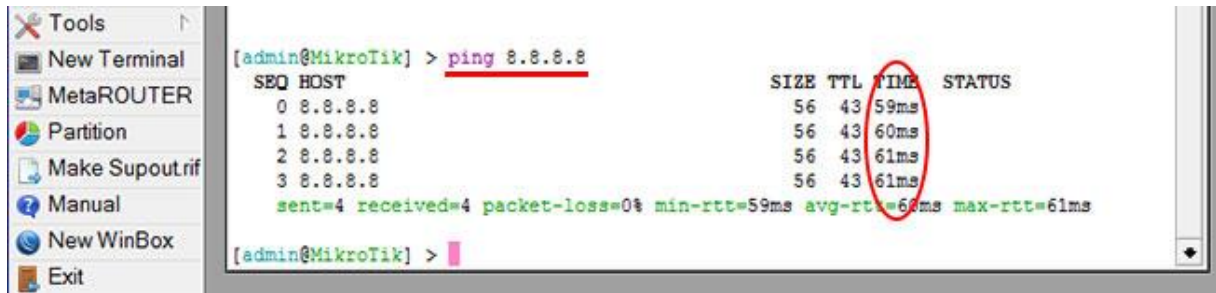 Tools
New Terminal
MetaROUTER
Partition
Make Supout.rif
Manual
New WinBox
Exit
[admin@MikroTik] > ping 8.8.8.8
SEQ HOST SIZE TTL TIME STATUS
0 8.8.8.8 56 43 59ms
1 8.8.8.8 56 43 60ms
2 8.8.8.8 56 43 61ms
3 8.8.8.8 56 43 61ms
sent=4 received=4 packet-loss=0% min-rtt=59ms avg-rtt=60ms max-rtt=61ms
[admin@MikroTik] >